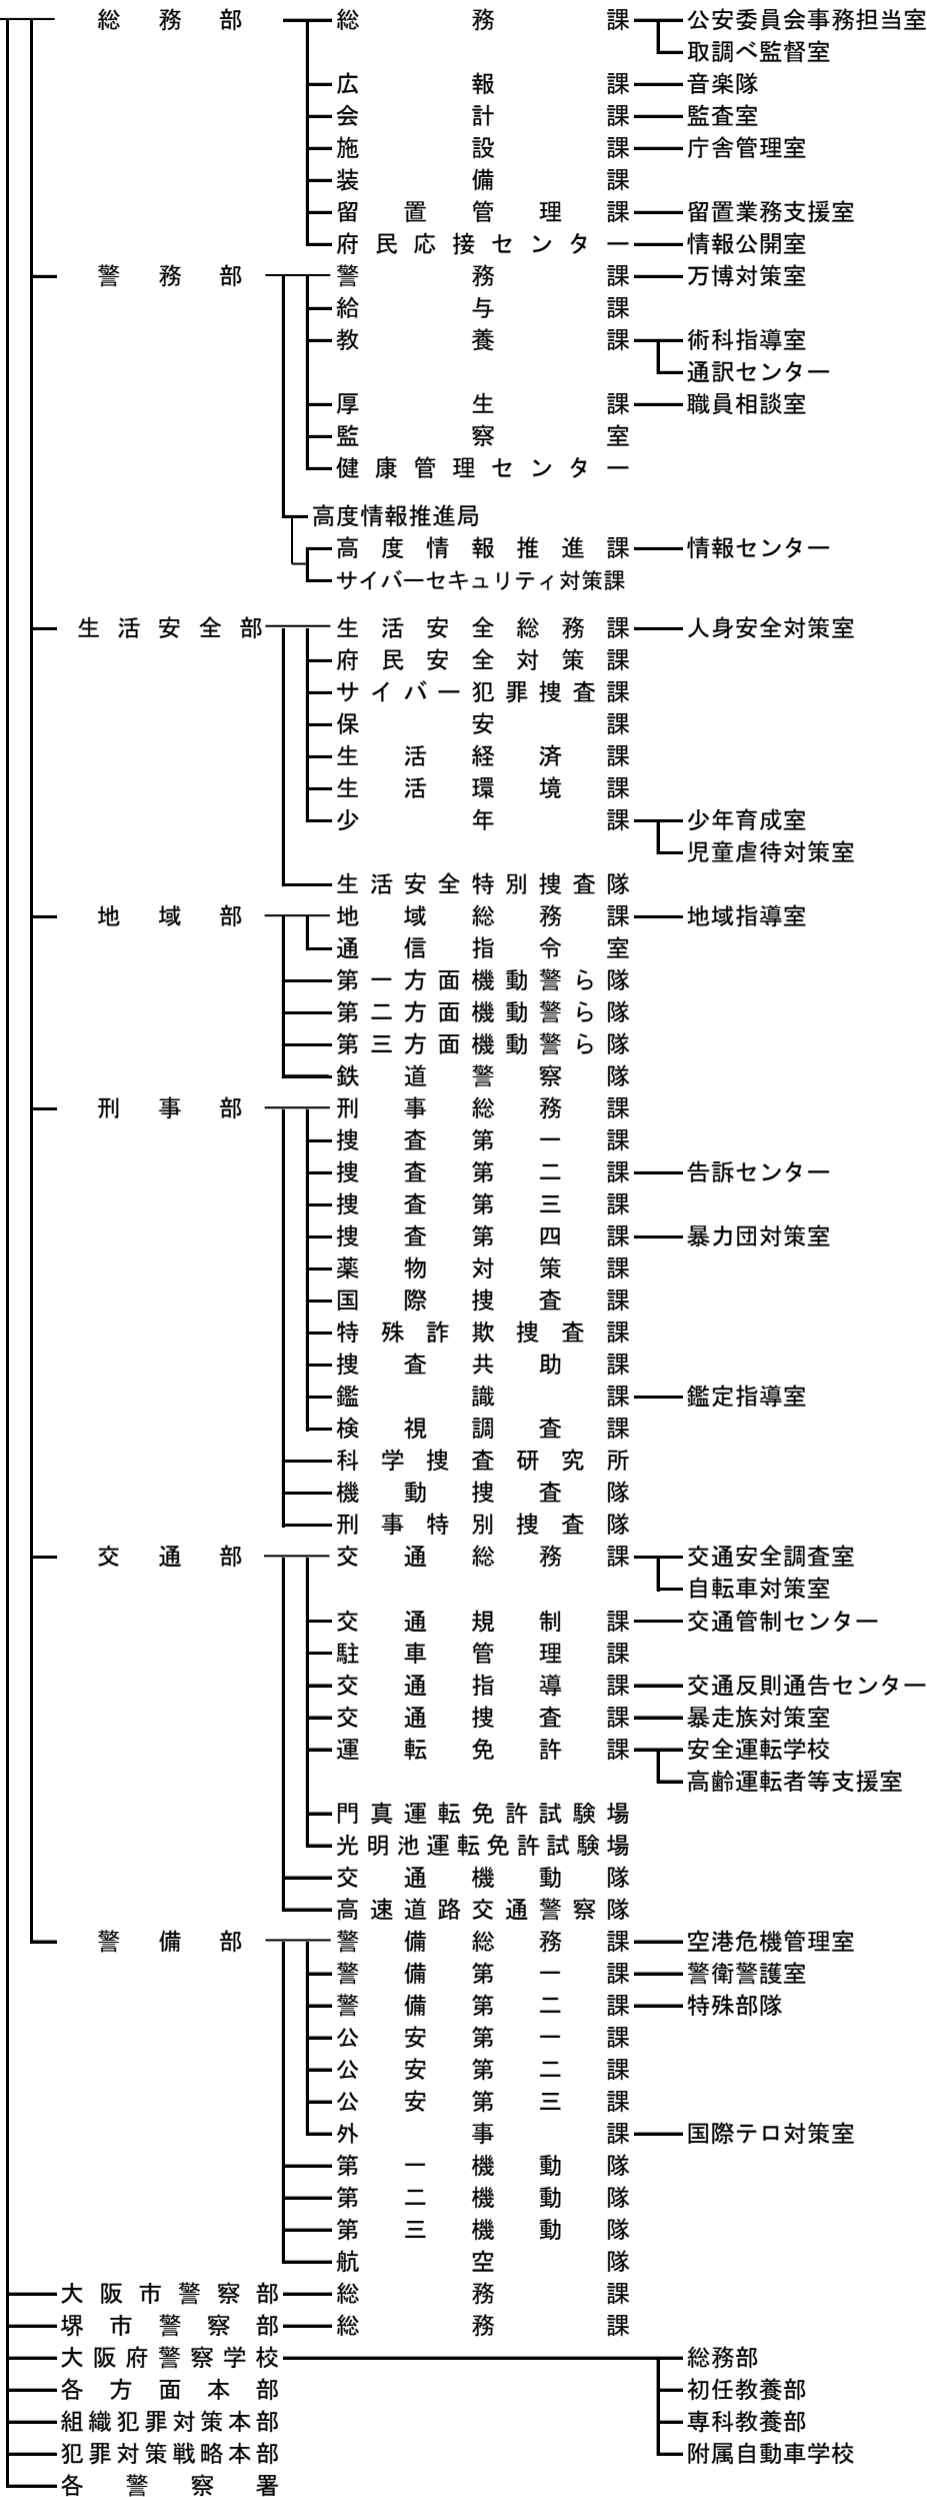 総務部 総務課 公安委員会事務担当室
取調べ監督室
広報課 音楽隊
会計課 監査室
施設課 庁舎管理室
装備課
留置管理課 留置業務支援室
府民応接センター 情報公開室
警務部 警務課 万博対策室
給与課
教養課 術科指導室
通訳センター
厚生課 職員相談室
監察室
健康管理センター
高度情報推進局
高度情報推進課 情報センター
サイバーセキュリティ対策課
生活安全部 生活安全総務課 人身安全対策室
府民安全対策課
サイバー犯罪捜査課
保安課
生活経済課
生活環境課
少年課 少年育成室
児童虐待対策室
生活安全特別捜査隊
地域部 地域総務課 地域指導室
通信指令室
第一方面機動警ら隊
第二方面機動警ら隊
第三方面機動警ら隊
鉄道警察隊
刑事部 刑事総務課
捜査第一課
捜査第二課 告訴センター
捜査第三課
捜査第四課 暴力団対策室
薬物対策課
国際捜査課
特殊詐欺捜査課
捜査共助課
鑑識課 鑑定指導室
検視調査課
科学捜査研究所
機動捜査隊
刑事特別捜査隊
交通部 交通総務課 交通安全調査室
自転車対策室
交通規制課 交通管制センター
駐車管理課
交通指導課 交通反則通告センター
交通捜査課 暴走族対策室
運転免許課 安全運転学校
高齢運転者等支援室
門真運転免許試験場
光明池運転免許試験場
交通機動隊
高速道路交通警察隊
警備部 警備総務課 空港危機管理室
警備第一課 警衛警護室
警備第二課 特殊部隊
公安第一課
公安第二課
公安第三課
外事課 国際テロ対策室
第一機動隊
第二機動隊
第三機動隊
航空隊
大阪市警察部 総務課
堺市警察部 総務課
大阪府警察学校 総務部
各方面本部 初任教養部
組織犯罪対策本部 専科教養部
犯罪対策戦略本部 附属自動車学校
各警察署